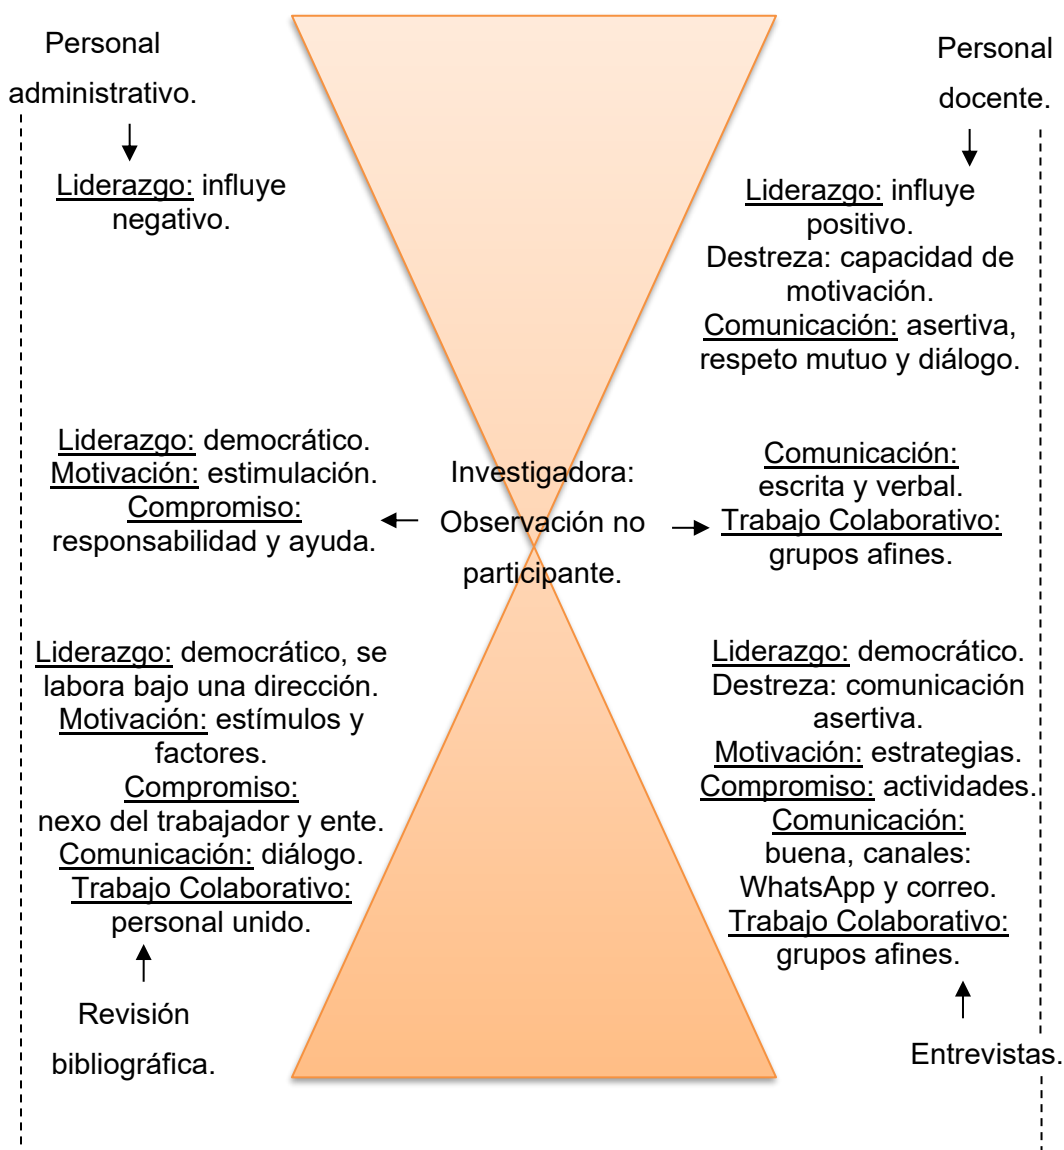 Personal
administrativo.
Liderazgo: influye
negativo.
Personal
docente.
Liderazgo: influye
positivo.
Destreza: capacidad de
motivación.
Comunicación: asertiva,
respeto mutuo y diálogo.
Liderazgo: democrático.
Motivación: estimulación.
Compromiso:
responsabilidad y ayuda.
Investigadora:
Observación no
participante.
Comunicación:
escrita y verbal.
Trabajo Colaborativo:
grupos afines.
Liderazgo: democrático, se
labora bajo una dirección.
Motivación: estímulos y
factores.
Compromiso:
nexo del trabajador y ente.
Comunicación: diálogo.
Trabajo Colaborativo:
personal unido.
Revisión
bibliográfica.
Liderazgo: democrático.
Destreza: comunicación
asertiva.
Motivación: estrategias.
Compromiso: actividades.
Comunicación:
buena, canales:
WhatsApp y correo.
Trabajo Colaborativo:
grupos afines.
Entrevistas.